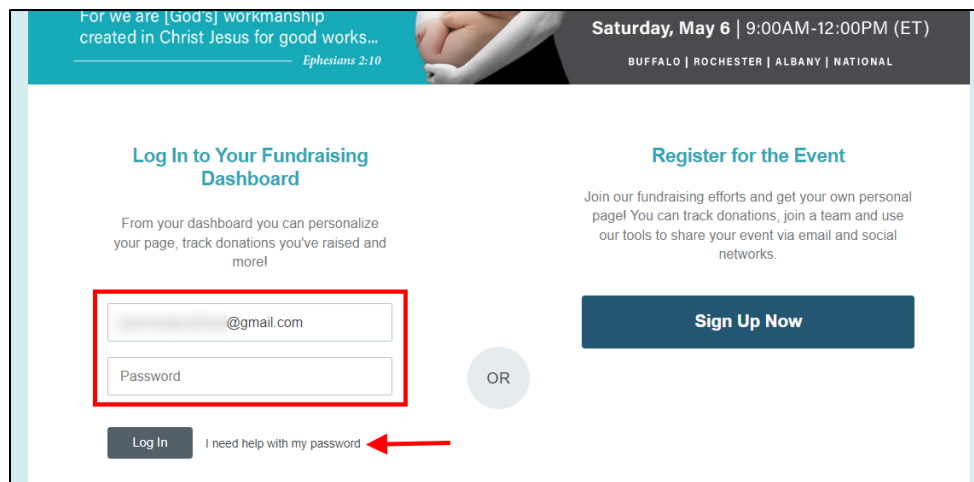 For we are [God's] workmanship
created in Christ Jesus for good works...
Ephesians 2:10
Saturday, May 6 | 9:00AM-12:00PM (ET)
BUFFALO | ROCHESTER | ALBANY | NATIONAL
Log In to Your Fundraising
Dashboard
From your dashboard you can personalize
your page, track donations you've raised and
more!
@gmail.com
Password
Log In
I need help with my password
OR
Register for the Event
Join our fundraising efforts and get your own personal
page! You can track donations, join a team and use
our tools to share your event via email and social
networks.
Sign Up Now